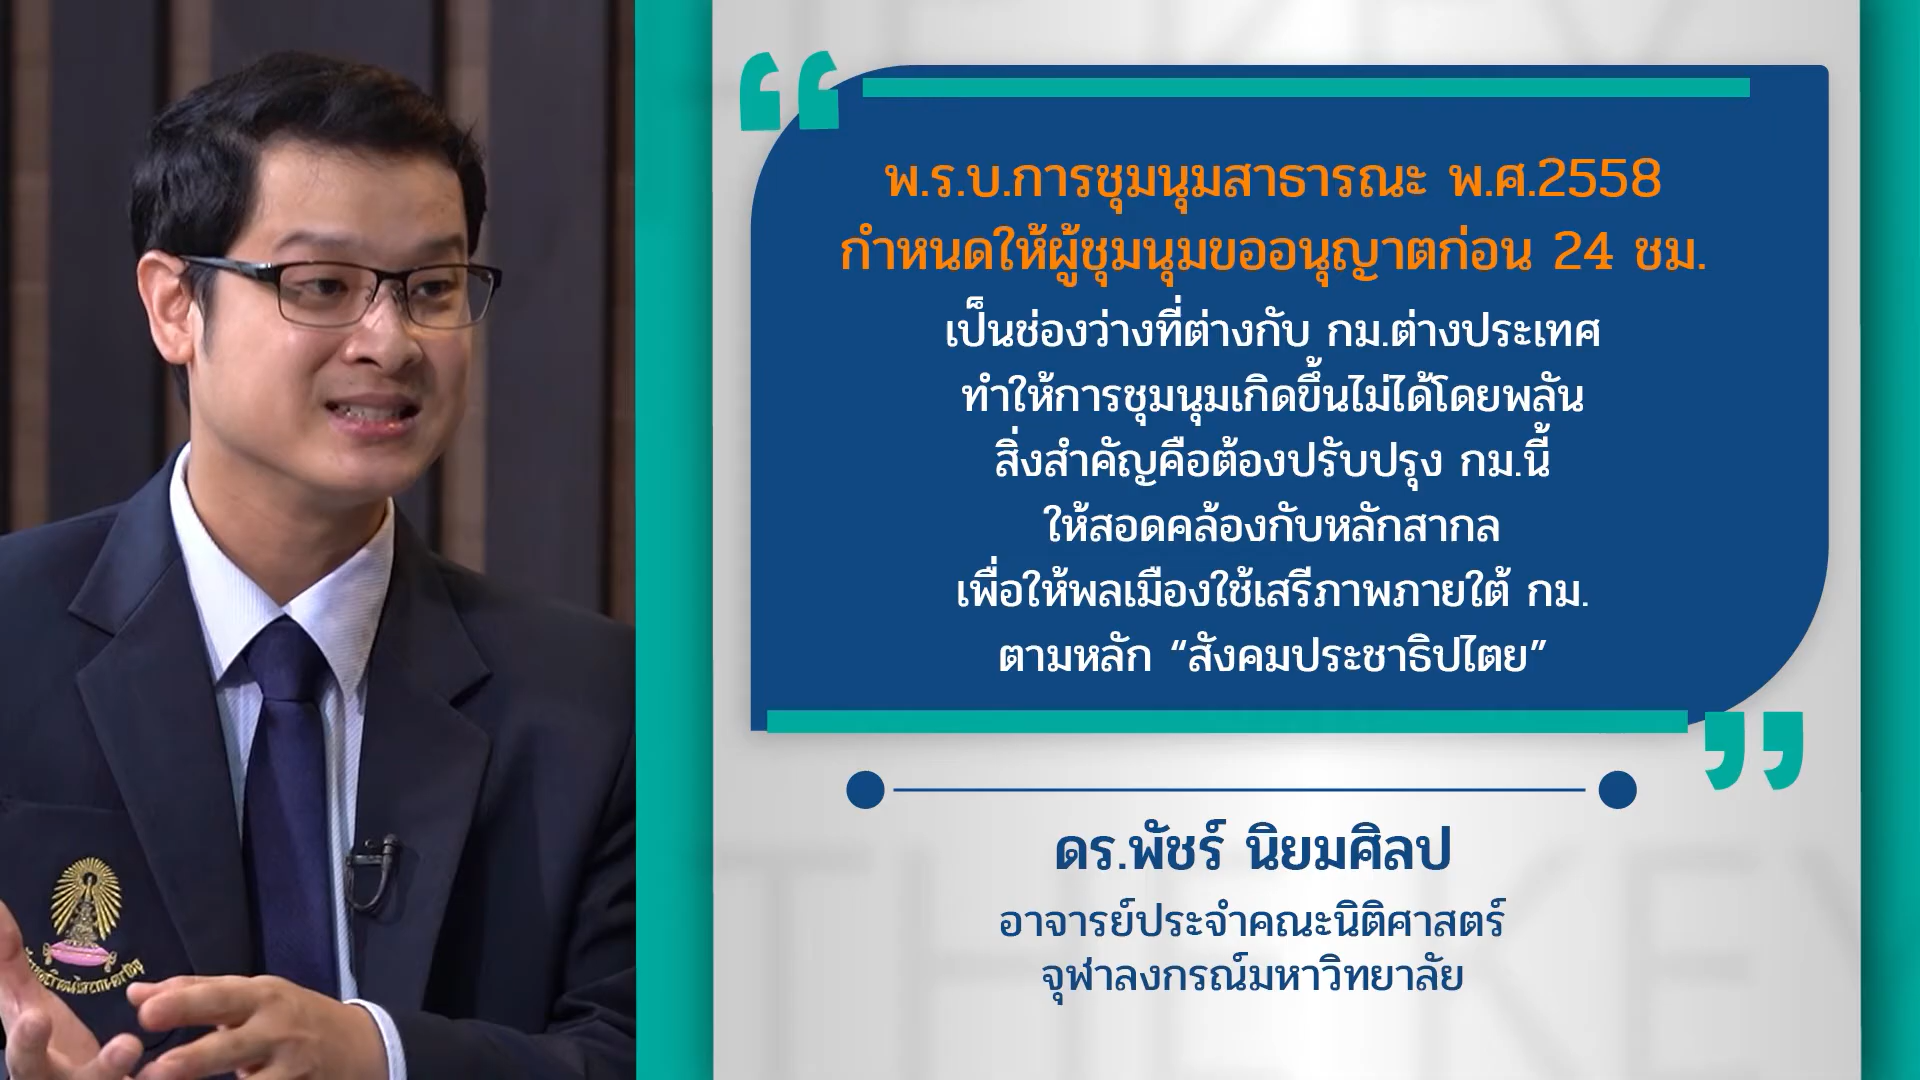 พ.ร.บ.การชุมนุมสาธารณะ พ.ศ.2558
กำหนดให้ผู้ชุมนุมขออนุญาตก่อน 24 ชม.
เป็นช่องว่างที่ต่างกับ กม.ต่างประเทศ
ทำให้การชุมนุมเกิดขึ้นไม่ได้โดยพลัน
สิ่งสำคัญคือต้องปรับปรุง กม.นี้
ให้สอดคล้องกับหลักสากล
เพื่อให้พลเมืองใช้เสรีภาพภายใต้ กม.
ตามหลัก “สังคมประชาธิปไตย”
ดร.พัชร์ นิยมศิลป
อาจารย์ประจำคณะนิติศาสตร์
จุฬาลงกรณ์มหาวิทยาลัย
THE KEY